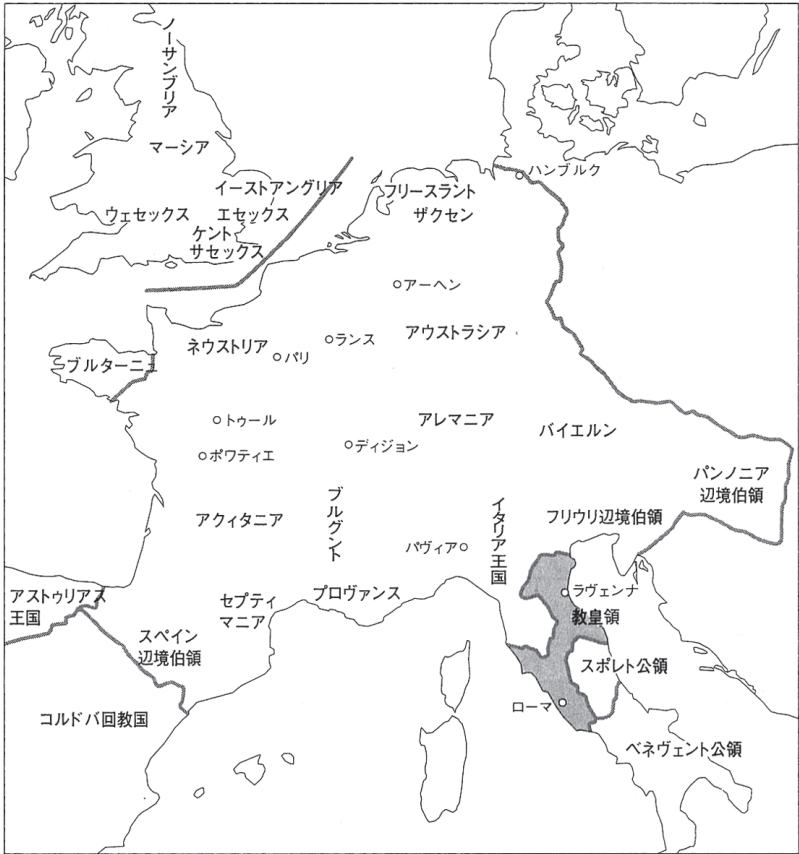 ノーサンブリア
マーシア
イーストアングリア
ウェセックス
エセックス
ケント
サセックス
フリースラント
ザクセン
ハンブルク
アーヘン
ネウストリア
パリ
ランス
アウストラシア
ブルターニュ
トゥール
ポワティエ
ディジョン
アレマニア
バイエルン
パンノニア
辺境伯領
アクィタニア
ブルグント
パヴィア
イタリア王国
フリウリ辺境伯領
アストゥリアス
王国
セプティ
マニア
プロヴァンス
ラヴェンナ
教皇領
スペイン
辺境伯領
スポレト公領
ローマ
コルドバ回教国
ベネヴェント公領